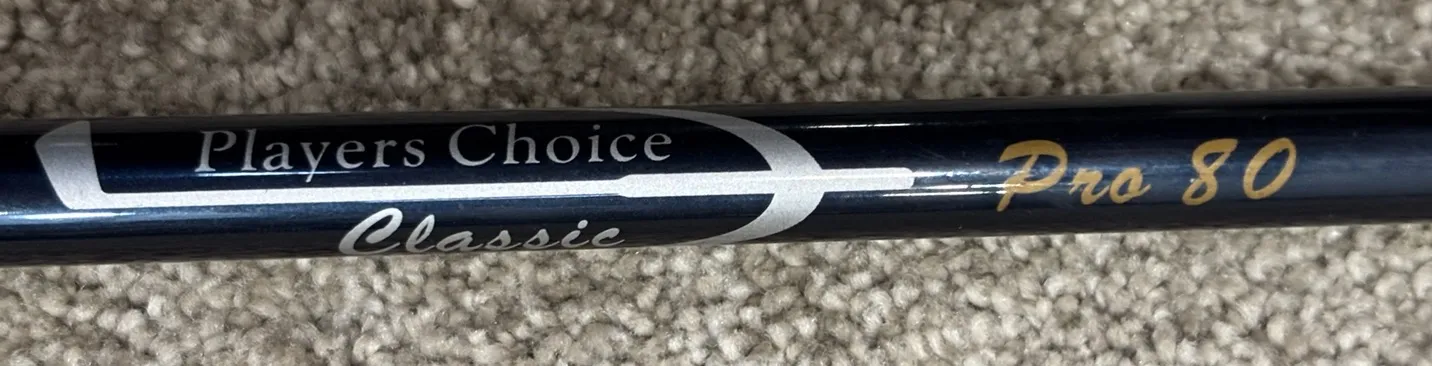 Players Choice
Classic
Pro 80